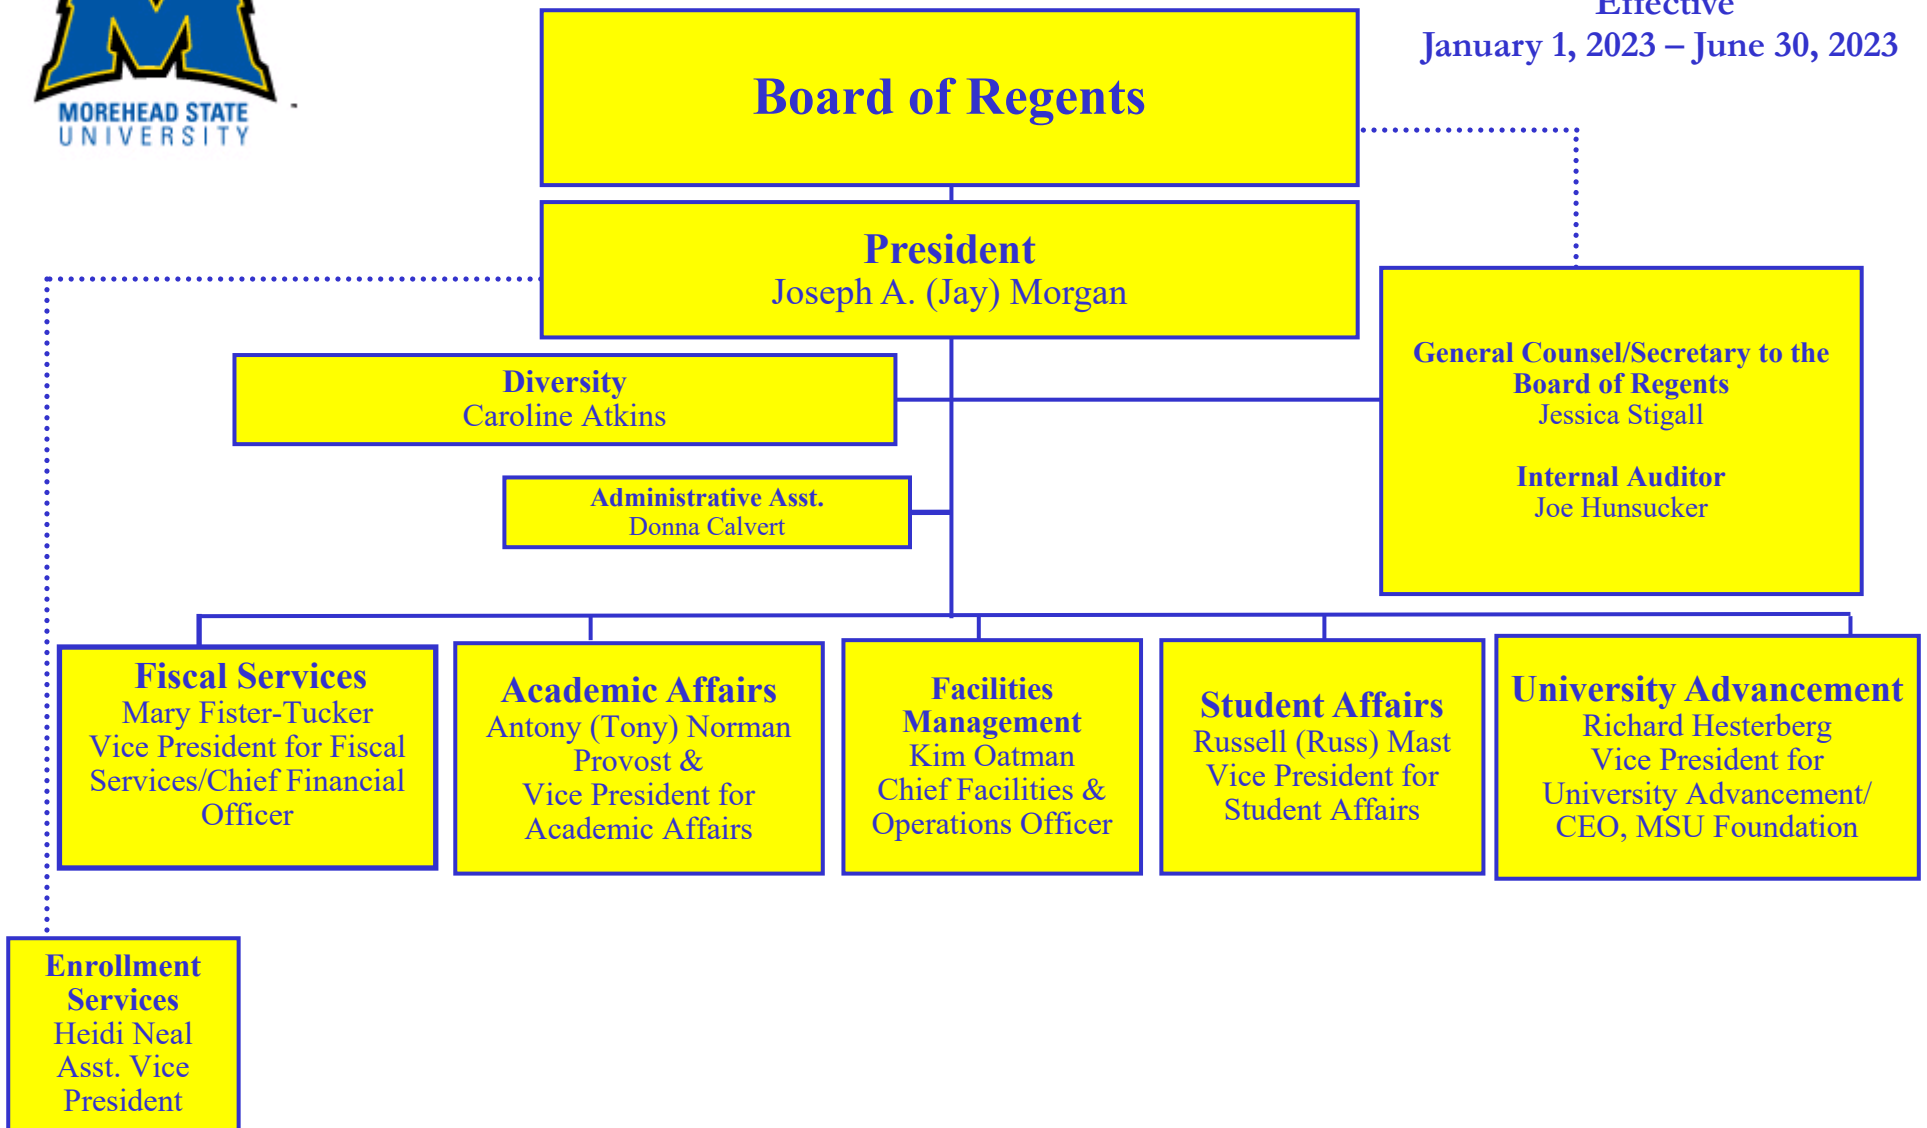 MOREHEAD STATE
UNIVERSITY
Effective
January 1, 2023 – June 30, 2023
Board of Regents
President
Joseph A. (Jay) Morgan
Diversity
Caroline Atkins
General Counsel/Secretary to the
Board of Regents
Jessica Stigall
Internal Auditor
Joe Hunsucker
Administrative Asst.
Donna Calvert
Fiscal Services
Mary Fister-Tucker
Vice President for Fiscal
Services/Chief Financial
Officer
Academic Affairs
Antony (Tony) Norman
Provost &
Vice President for
Academic Affairs
Facilities
Management
Kim Oatman
Chief Facilities &
Operations Officer
Student Affairs
Russell (Russ) Mast
Vice President for
Student Affairs
University Advancement
Richard Hesterberg
Vice President for
University Advancement/
CEO, MSU Foundation
Enrollment
Services
Heidi Neal
Asst. Vice
President